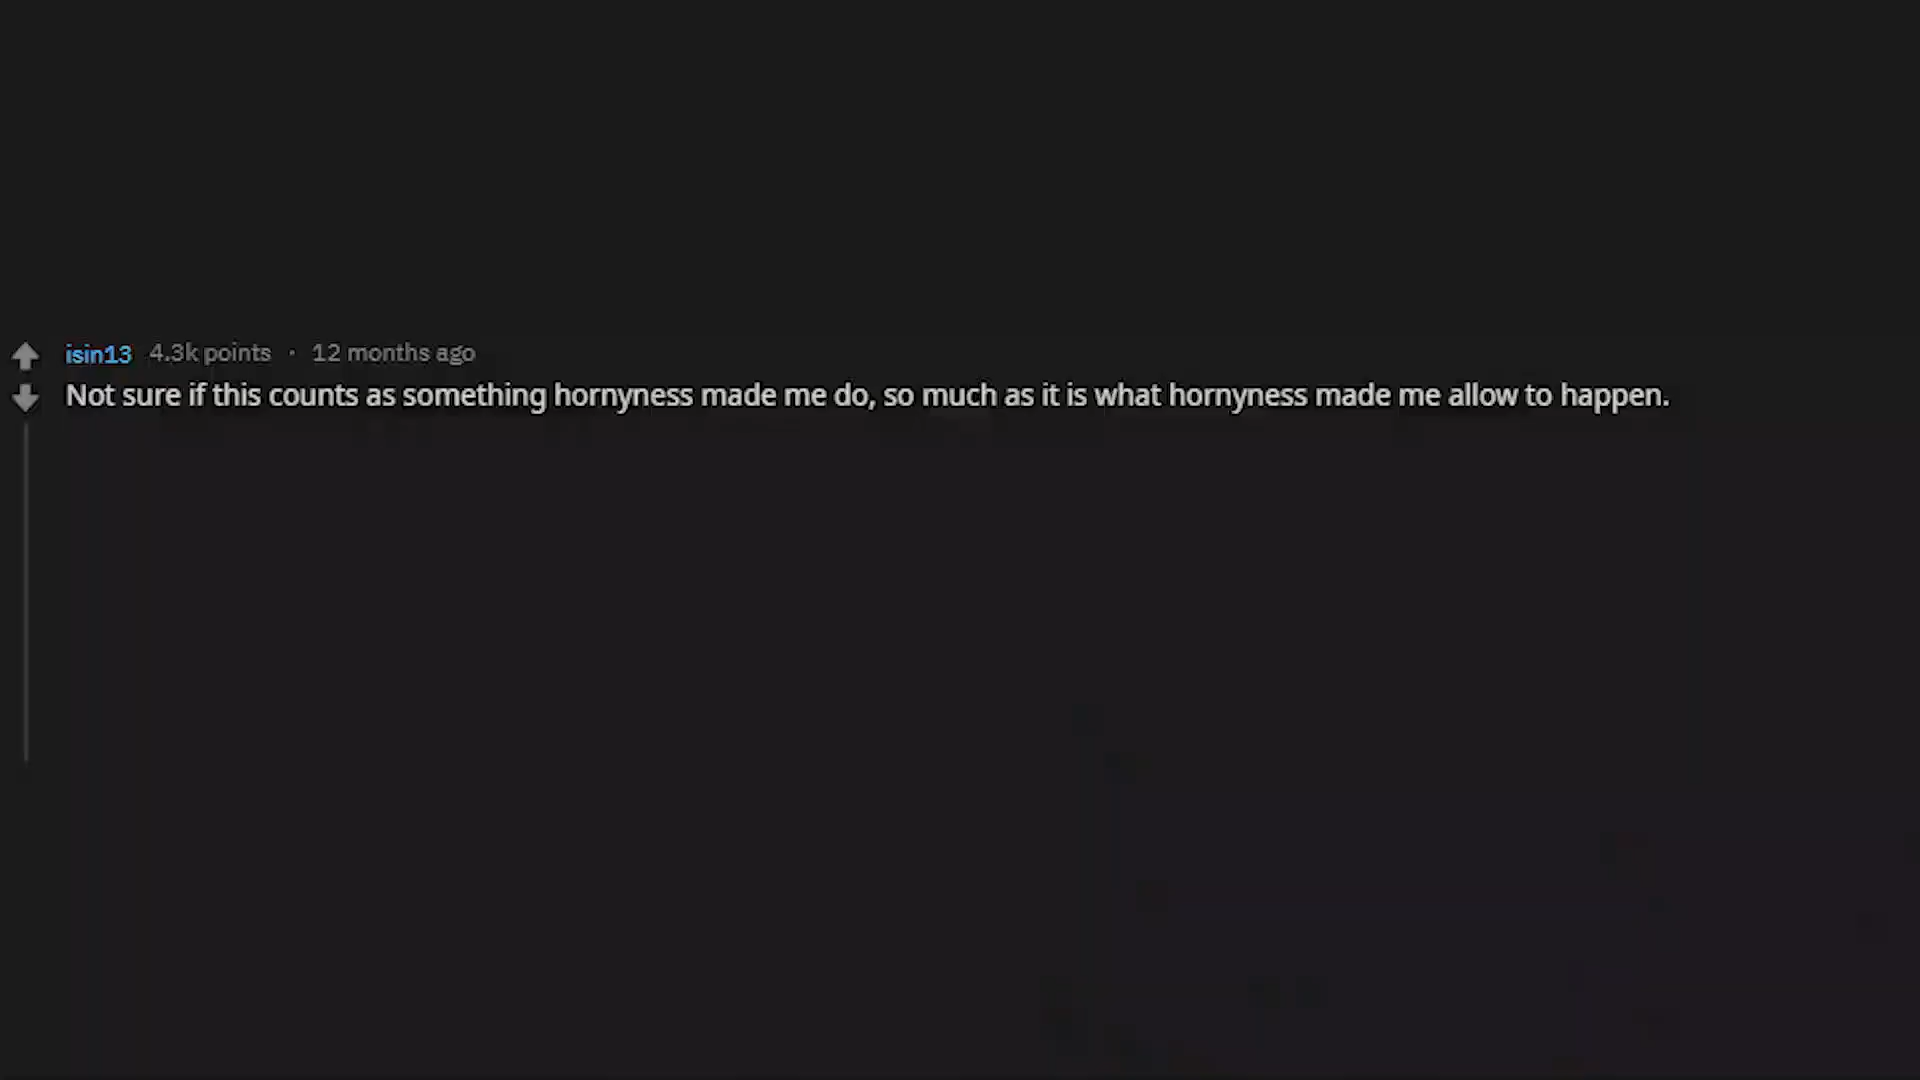 isin13 4.3k points · 12 months ago
Not sure if this counts as something hornyness made me do, so much as it is what hornyness made me allow to happen.